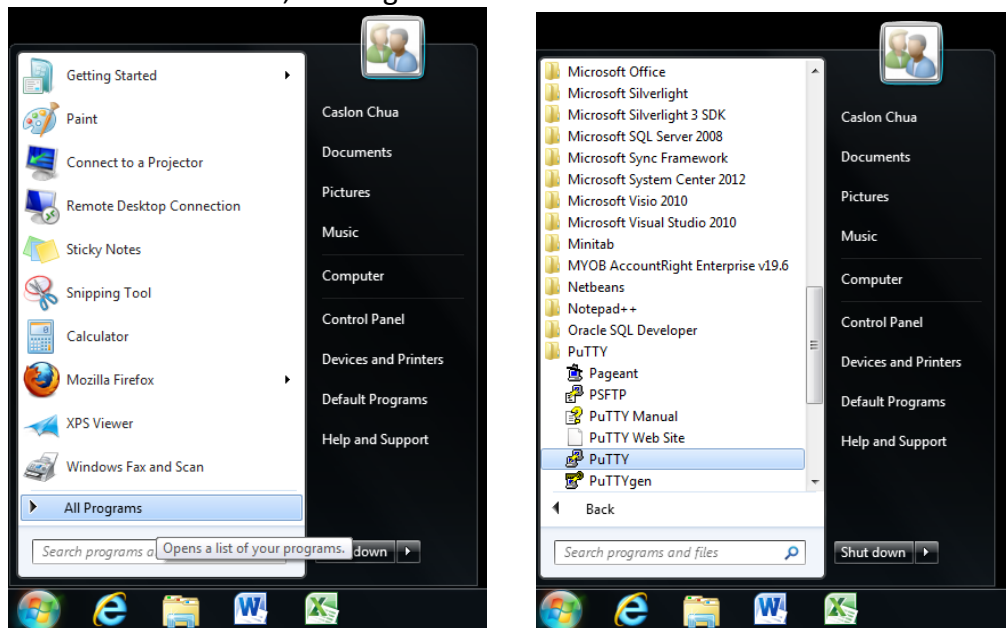 Getting Started
Paint
Connect to a Projector
Remote Desktop Connection
Sticky Notes
Snipping Tool
Calculator
Mozilla Firefox
XPS Viewer
Windows Fax and Scan
All Programs
Search programs a
Opens a list of your programs.
down
Caslon Chua
Documents
Pictures
Music
Computer
Control Panel
Devices and Printers
Default Programs
Help and Support
Microsoft Office
Microsoft Silverlight
Microsoft Silverlight 3 SDK
Microsoft SQL Server 2008
Microsoft Sync Framework
Microsoft System Center 2012
Microsoft Visio 2010
Microsoft Visual Studio 2010
Minitab
MYOB AccountRight Enterprise v19.6
Netbeans
Notepad++
Oracle SQL Developer
PuTTY
Pageant
PSFTP
PuTTY Manual
PuTTY Web Site
PuTTY
PuTTYgen
Back
Search programs and files
Caslon Chua
Documents
Pictures
Music
Computer
Control Panel
Devices and Printers
Default Programs
Help and Support
Shut down